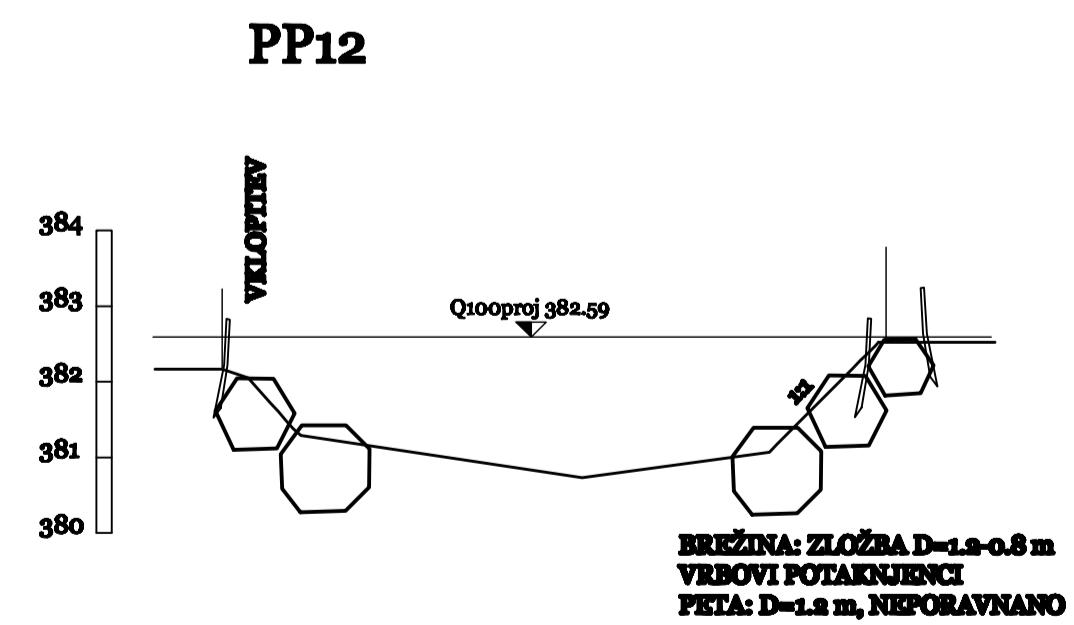 PP12
VKLOPITEV
384
383
382
381
380
Q100proj 382.59
1:1
BREŽINA: ZLOŽBA D=1.2-0.8 m
VRBOVI POTAKNJENCI
PETA: D=1.2 m, NEPORAVNANO